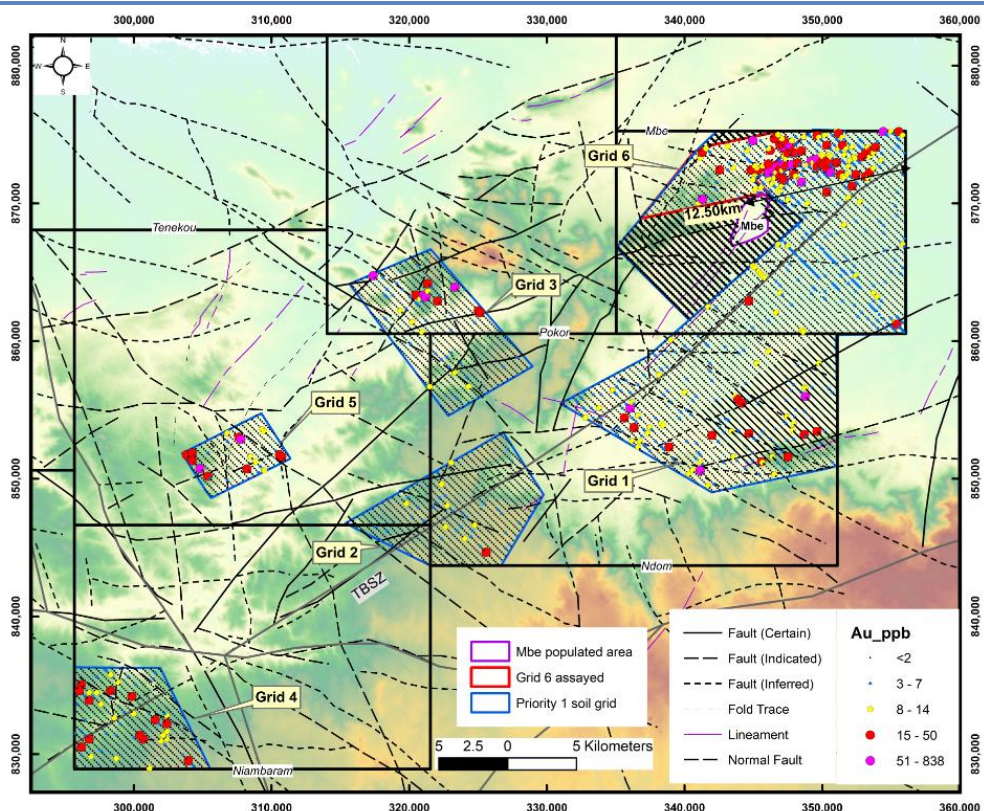 300,000
310,000
320,000
330,000
340,000
350,000
360,000
N
W
E
S
880,000
880,000
Mbe
Grid 6
870,000
870,000
12.50km
Mbe
Tenekou
Grid 3
Pokor
860,000
860,000
Grid 5
850,000
850,000
Grid 1
Grid 2
Ndom
TBSZ
840,000
840,000
Grid 4
830,000
830,000
Niambaram
Mbe populated area
Grid 6 assayed
Priority 1 soil grid
5 2.5 0 5 Kilometers
Fault (Certain)
Fault (Indicated)
Fault (Inferred)
Fold Trace
Lineament
Normal Fault
Au_ppb
<2
3 - 7
8 - 14
15 - 50
51 - 838
300,000
310,000
320,000
330,000
340,000
350,000
360,000